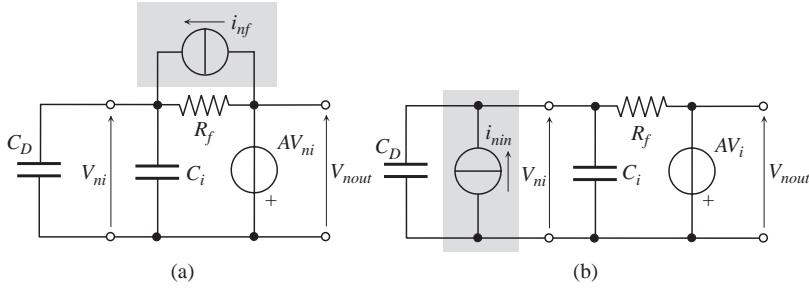 i_nf
R_f
C_D
V_ni
C_i
AV_ni
+
V_nout
(a)
C_D
i_nin
V_ni
C_i
R_f
AV_i
+
V_nout
(b)